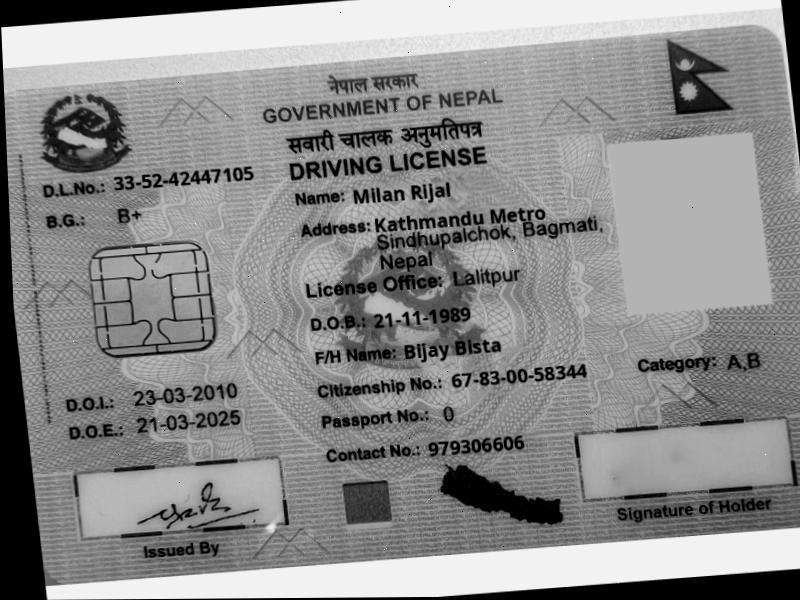 नेपाल सरकार
GOVERNMENT OF NEPAL
सवारी चालक अनुमतिपत्र
DRIVING LICENSE
D.L.No.: 33-52-42447105
B.G.: B+
Name: Milan Rijal
Address: Kathmandu Metro
Sindhupalchok, Bagmati,
Nepal
License Office: Lalitpur
D.O.B.: 21-11-1989
F/H Name: Bijay Bista
Citizenship No.: 67-83-00-58344
Passport No.: 0
Contact No.: 979306606
Category: A,B
D.O.I.: 23-03-2010
D.O.E.: 21-03-2025
Issued By
Signature of Holder